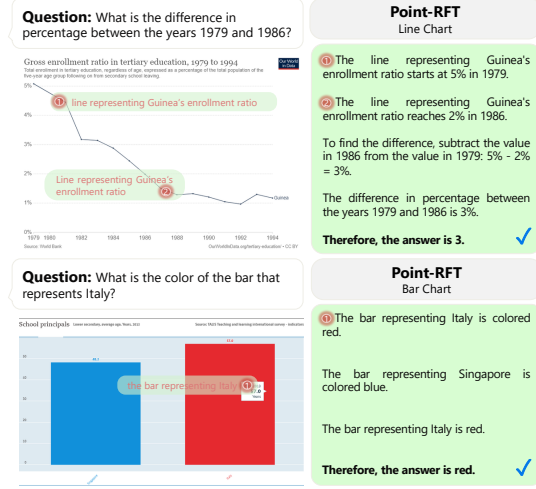 Question: What is the difference in
percentage between the years 1979 and 1986?
Gross enrollment ratio in tertiary education, 1979 to 1994
Total enrollment in tertiary education, regardless of age, expressed as a percentage of the total population of the
five-year age group following on from secondary school leaving
Our World
in Data
5%
① line representing Guinea's enrollment ratio
4%
3%
2%
Line representing Guinea's
enrollment ratio ②
Guinea
1%
0%
1979 1980 1982 1984 1986 1988 1990 1992 1994
Source: World Bank
OurWorldInData.org/tertiary-education • CC BY
Point-RFT
Line Chart
①The line representing Guinea's
enrollment ratio starts at 5% in 1979.
② The line representing Guinea's
enrollment ratio reaches 2% in 1986.
To find the difference, subtract the value
in 1986 from the value in 1979: 5% - 2%
= 3%.
The difference in percentage between
the years 1979 and 1986 is 3%.
Therefore, the answer is 3. ✓
Question: What is the color of the bar that
represents Italy?
School principals
the bar representing Italy ①
Point-RFT
Bar Chart
①The bar representing Italy is colored
red.
The bar representing Singapore is
colored blue.
The bar representing Italy is red.
Therefore, the answer is red. ✓